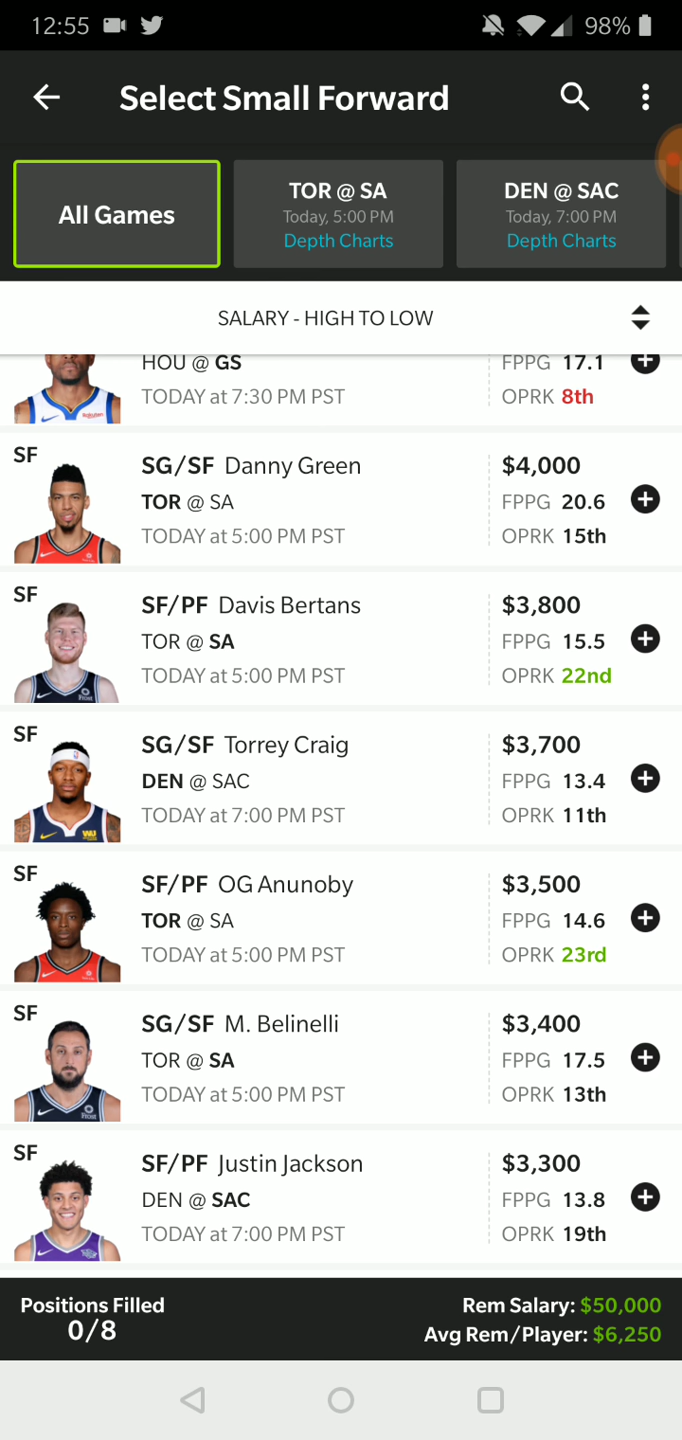 12:55
98%
Select Small Forward
All Games
TOR @ SA
Today, 5:00 PM
Depth Charts
DEN @ SAC
Today, 7:00 PM
Depth Charts
SALARY - HIGH TO LOW
HOU @ GS
FPPG 17.1
TODAY at 7:30 PM PST
OPRK 8th
SF
SG/SF Danny Green
$4,000
TOR @ SA
FPPG 20.6
TODAY at 5:00 PM PST
OPRK 15th
SF
SF/PF Davis Bertans
$3,800
TOR @ SA
FPPG 15.5
TODAY at 5:00 PM PST
OPRK 22nd
SF
SG/SF Torrey Craig
$3,700
DEN @ SAC
FPPG 13.4
TODAY at 7:00 PM PST
OPRK 11th
SF
SF/PF OG Anunoby
$3,500
TOR @ SA
FPPG 14.6
TODAY at 5:00 PM PST
OPRK 23rd
SF
SG/SF M. Belinelli
$3,400
TOR @ SA
FPPG 17.5
TODAY at 5:00 PM PST
OPRK 13th
SF
SF/PF Justin Jackson
$3,300
DEN @ SAC
FPPG 13.8
TODAY at 7:00 PM PST
OPRK 19th
Positions Filled
0/8
Rem Salary: $50,000
Avg Rem/Player: $6,250